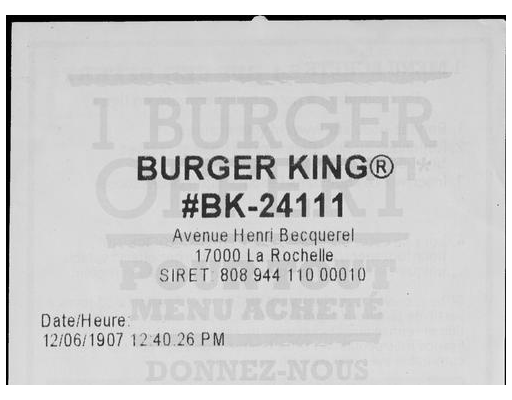 1 BURGER
OFFERT*
BURGER KING®
#BK-24111
Avenue Henri Becquerel
17000 La Rochelle
SIRET: 808 944 110 00010
POUR TOUT
MENU ACHETÉ
Date/Heure:
12/06/1907 12:40:26 PM
DONNEZ-NOUS